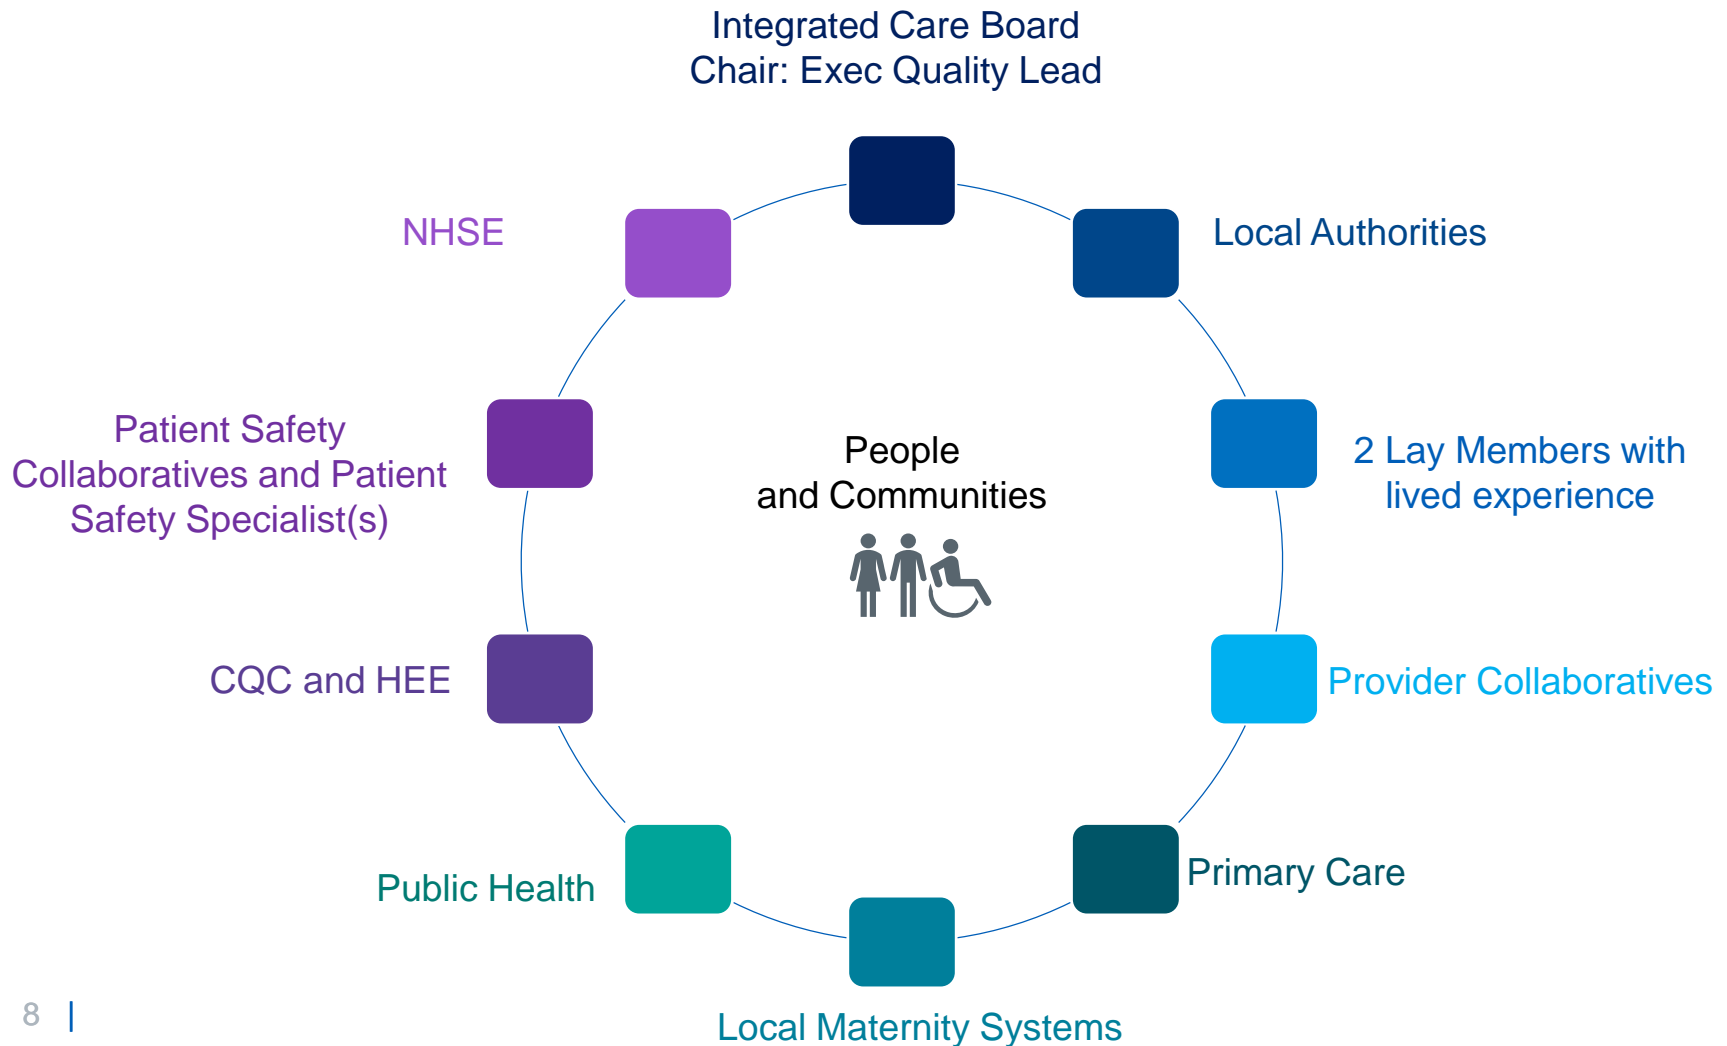 Integrated Care Board
Chair: Exec Quality Lead
NHSE
Local Authorities
Patient Safety
Collaboratives and Patient
Safety Specialist(s)
People
and Communities
2 Lay Members with
lived experience
CQC and HEE
Provider Collaboratives
Public Health
Primary Care
Local Maternity Systems
8 |